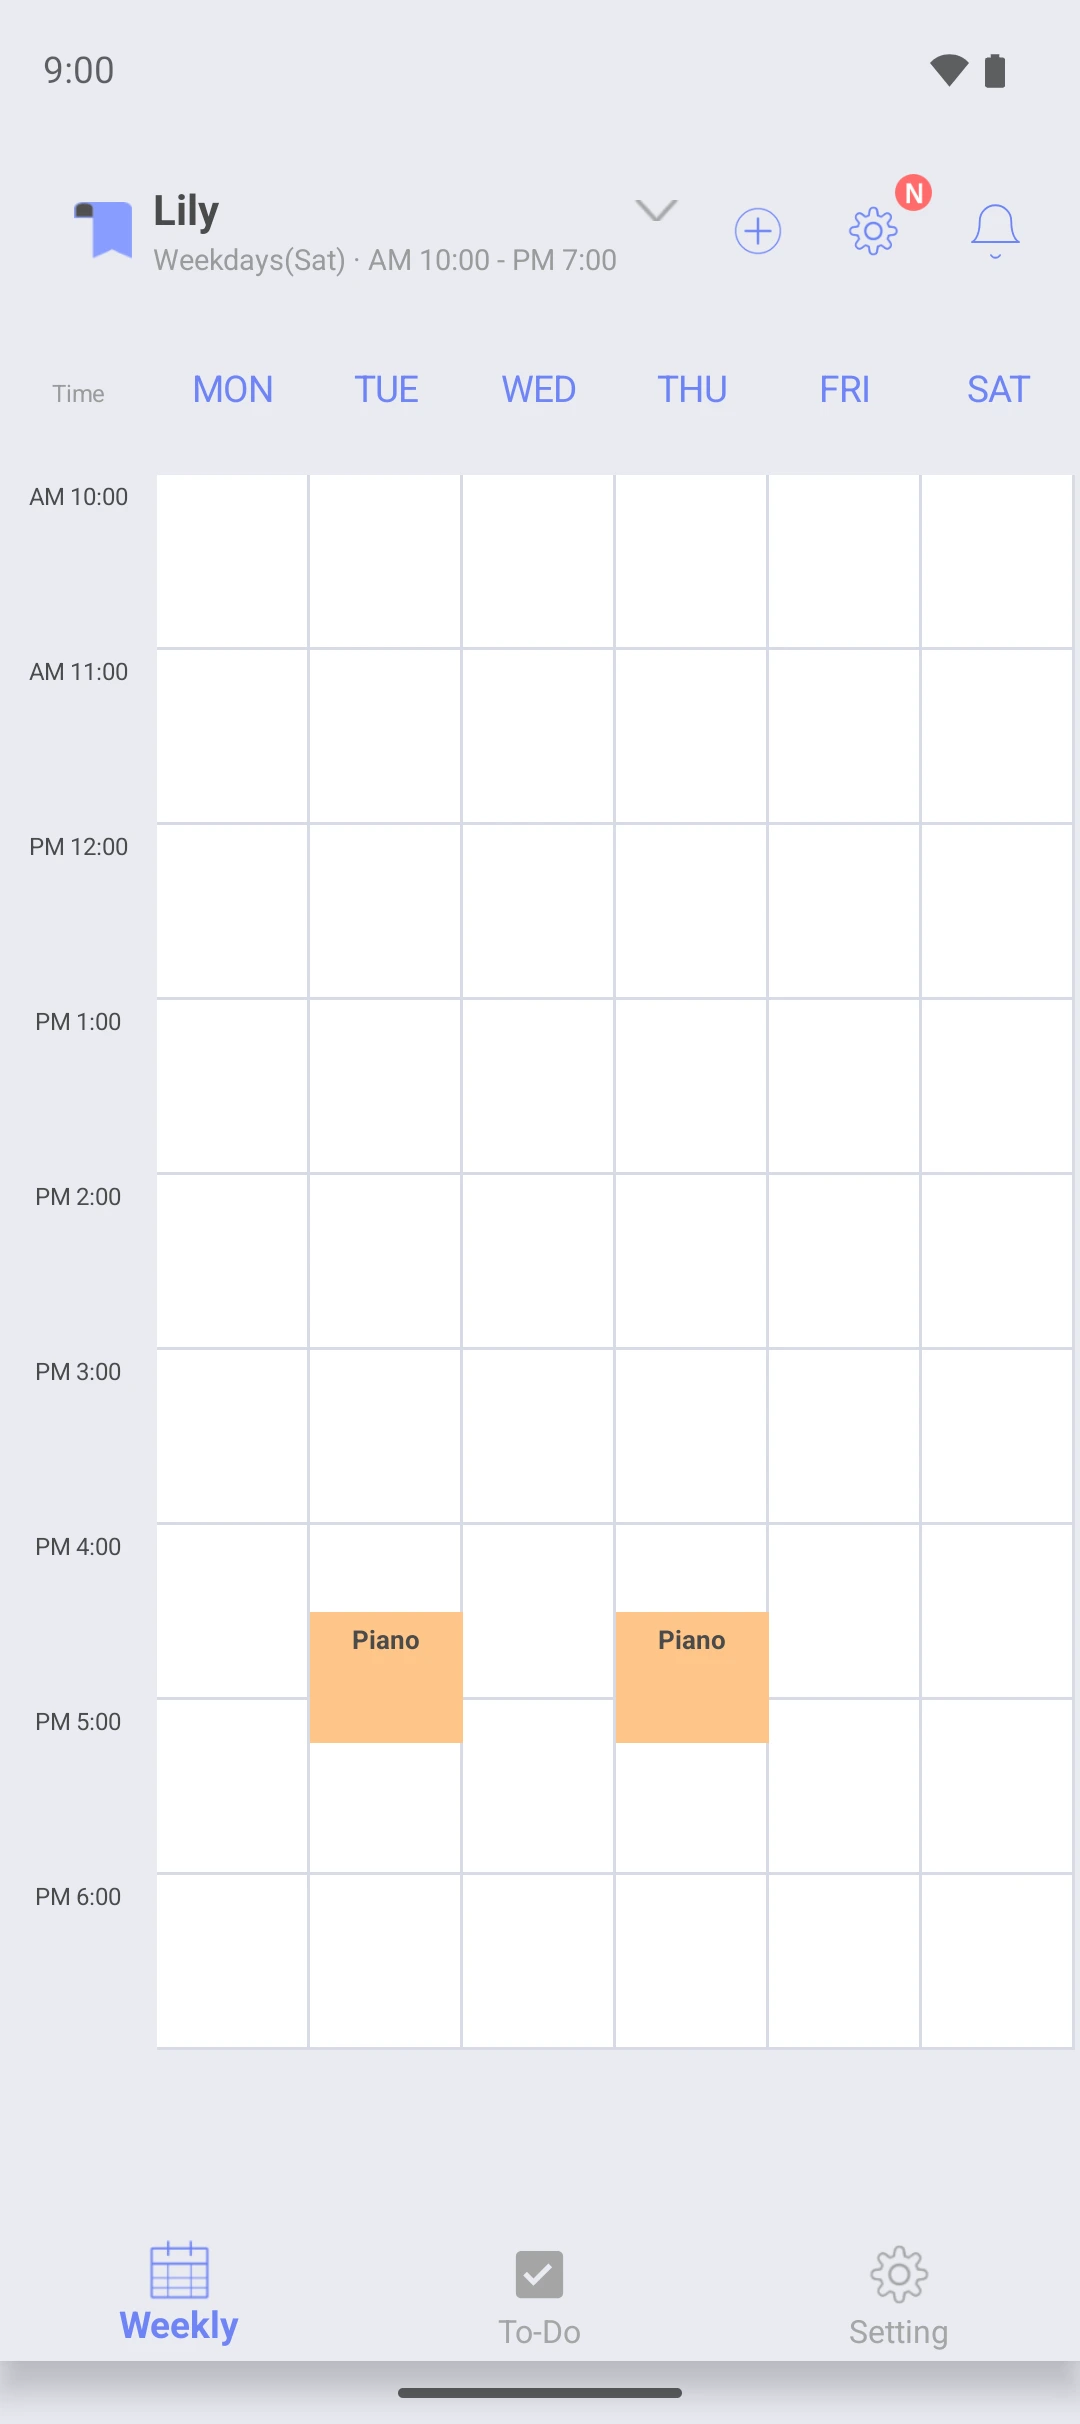 9:00
Lily
N
Weekdays(Sat) · AM 10:00 - PM 7:00
Time MON TUE WED THU FRI SAT
AM 10:00
AM 11:00
PM 12:00
PM 1:00
PM 2:00
PM 3:00
PM 4:00
Piano Piano
PM 5:00
PM 6:00
Weekly To-Do Setting